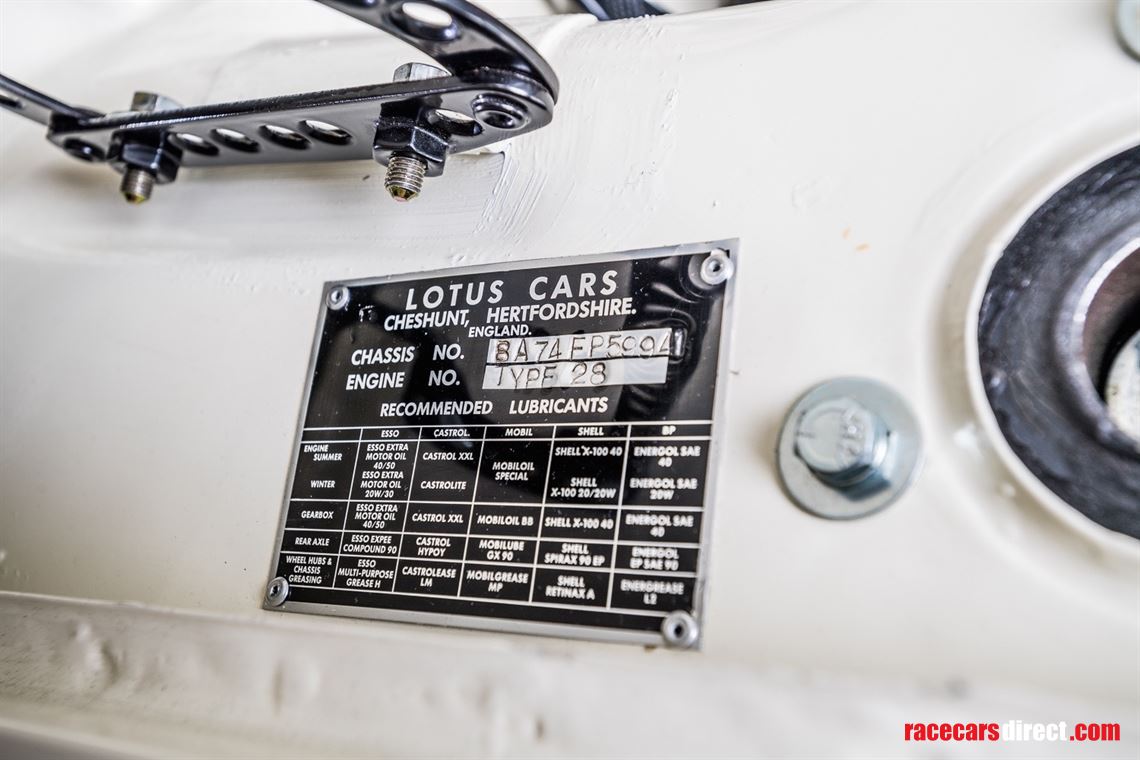 LOTUS CARS
CHESHUNT, HERTFORDSHIRE.
ENGLAND.
CHASSIS NO. BA74EP59941
ENGINE NO. TYPE 28
RECOMMENDED LUBRICANTS
ESSO CASTROL. MOBIL SHELL BP
ENGINE SUMMER ESSO EXTRA MOTOR OIL 40/50 CASTROL XXL MOBILOIL SPECIAL SHELL X-100 40 ENERGOL SAE 40
WINTER ESSO EXTRA MOTOR OIL 20W/30 CASTROLITE SHELL X-100 20/20W ENERGOL SAE 20W
GEARBOX ESSO EXTRA MOTOR OIL 40/50 CASTROL XXL MOBILOIL BB SHELL X-100 40 ENERGOL SAE 40
REAR AXLE ESSO EXPEE COMPOUND 90 CASTROL HYPOY MOBILUBE GX 90 SHELL SPIRAX 90 EP ENERGOL EP SAE 90
WHEEL HUBS & CHASSIS GREASING ESSO MULTI-PURPOSE GREASE H CASTROLEASE LM MOBILGREASE MP SHELL RETINAX A ENERGREASE L2
racecarsdirect.com